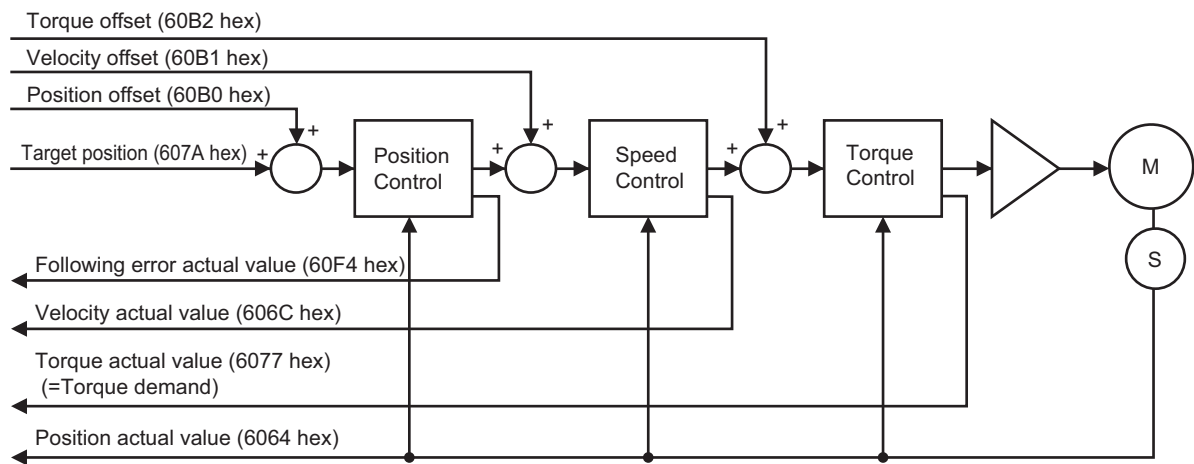 Torque offset (60B2 hex)
Velocity offset (60B1 hex)
Position offset (60B0 hex)
+
+
+
Target position (607A hex)
+
+
+
Position
Control
Speed
Control
Torque
Control
M
S
Following error actual value (60F4 hex)
Velocity actual value (606C hex)
Torque actual value (6077 hex)
(=Torque demand)
Position actual value (6064 hex)